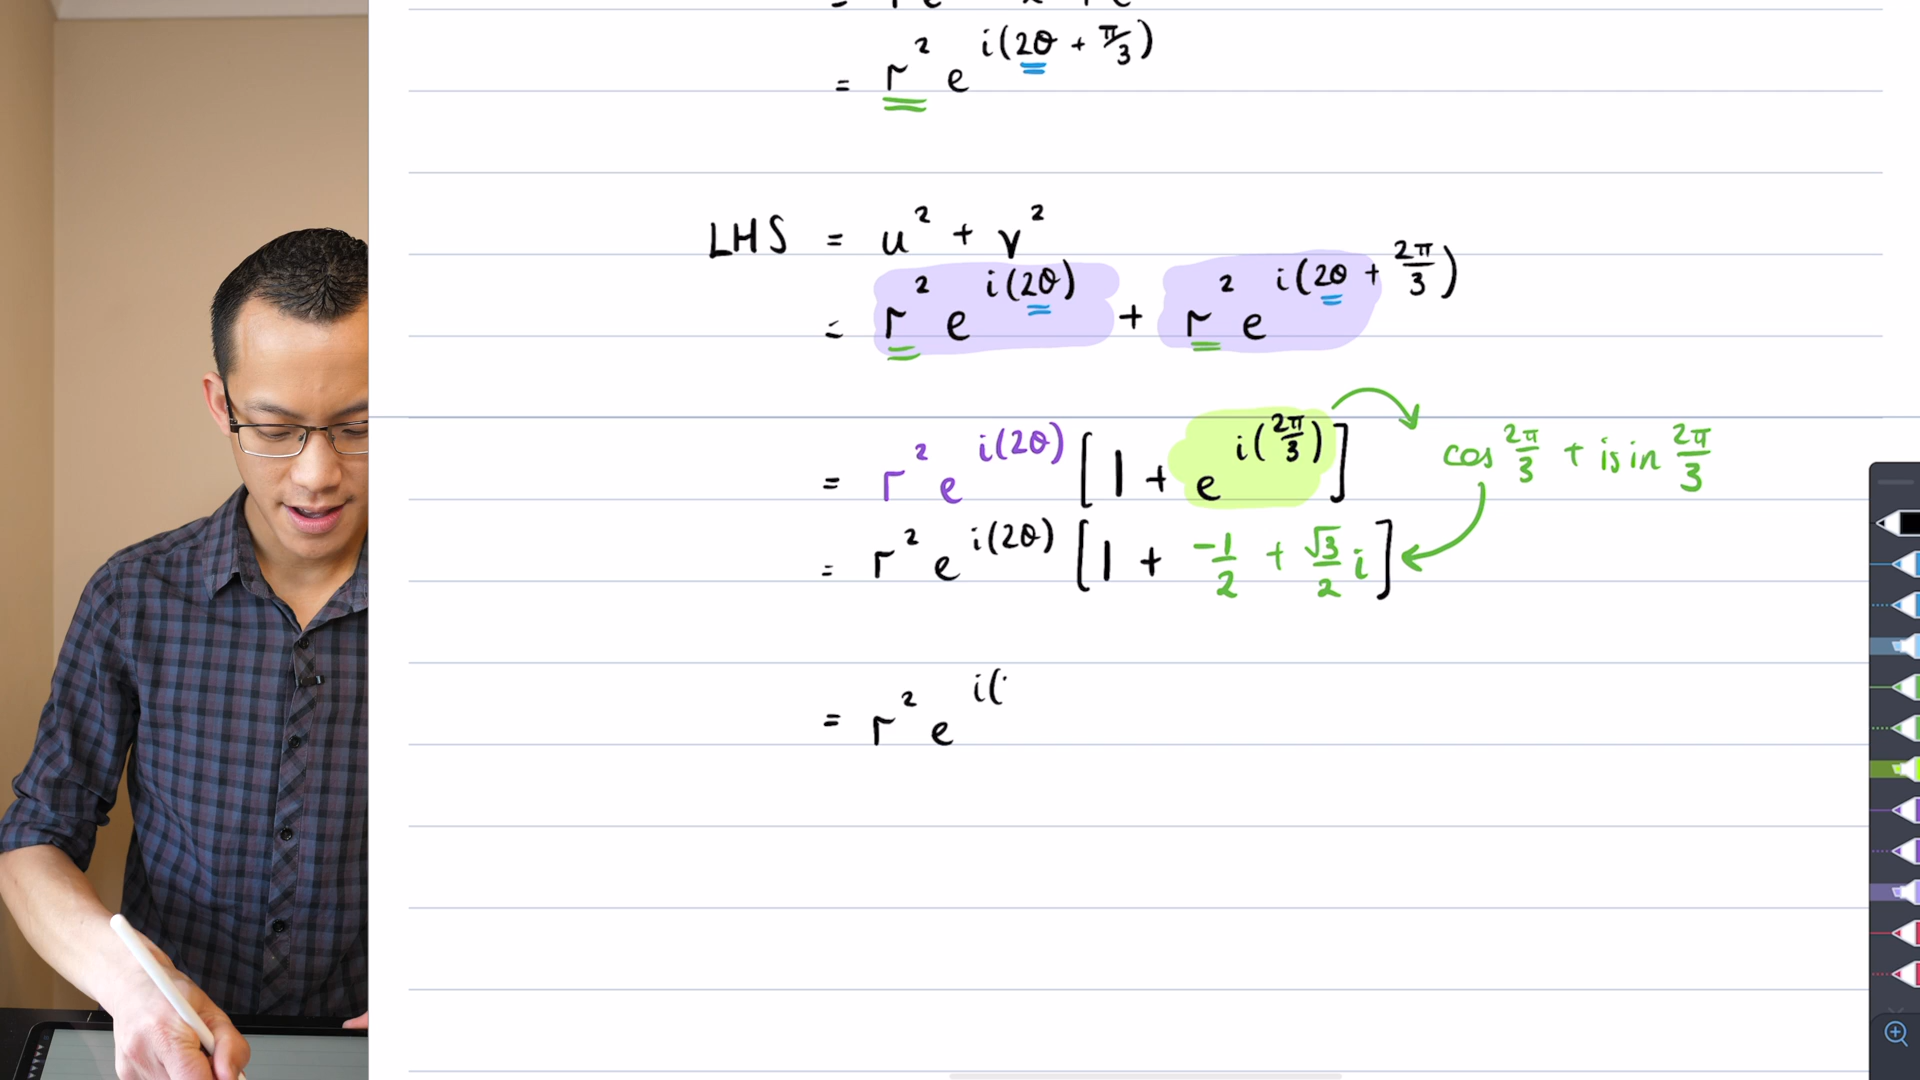 = r² e^{i(2θ + π/3)}
LHS = u² + v²
= r² e^{i(2θ)} + r² e^{i(2θ + 2π/3)}
= r² e^{i(2θ)} [1 + e^{i(2π/3)}] cos 2π/3 + i sin 2π/3
= r² e^{i(2θ)} [1 + -1/2 + √3/2 i]
= r² e^{i(